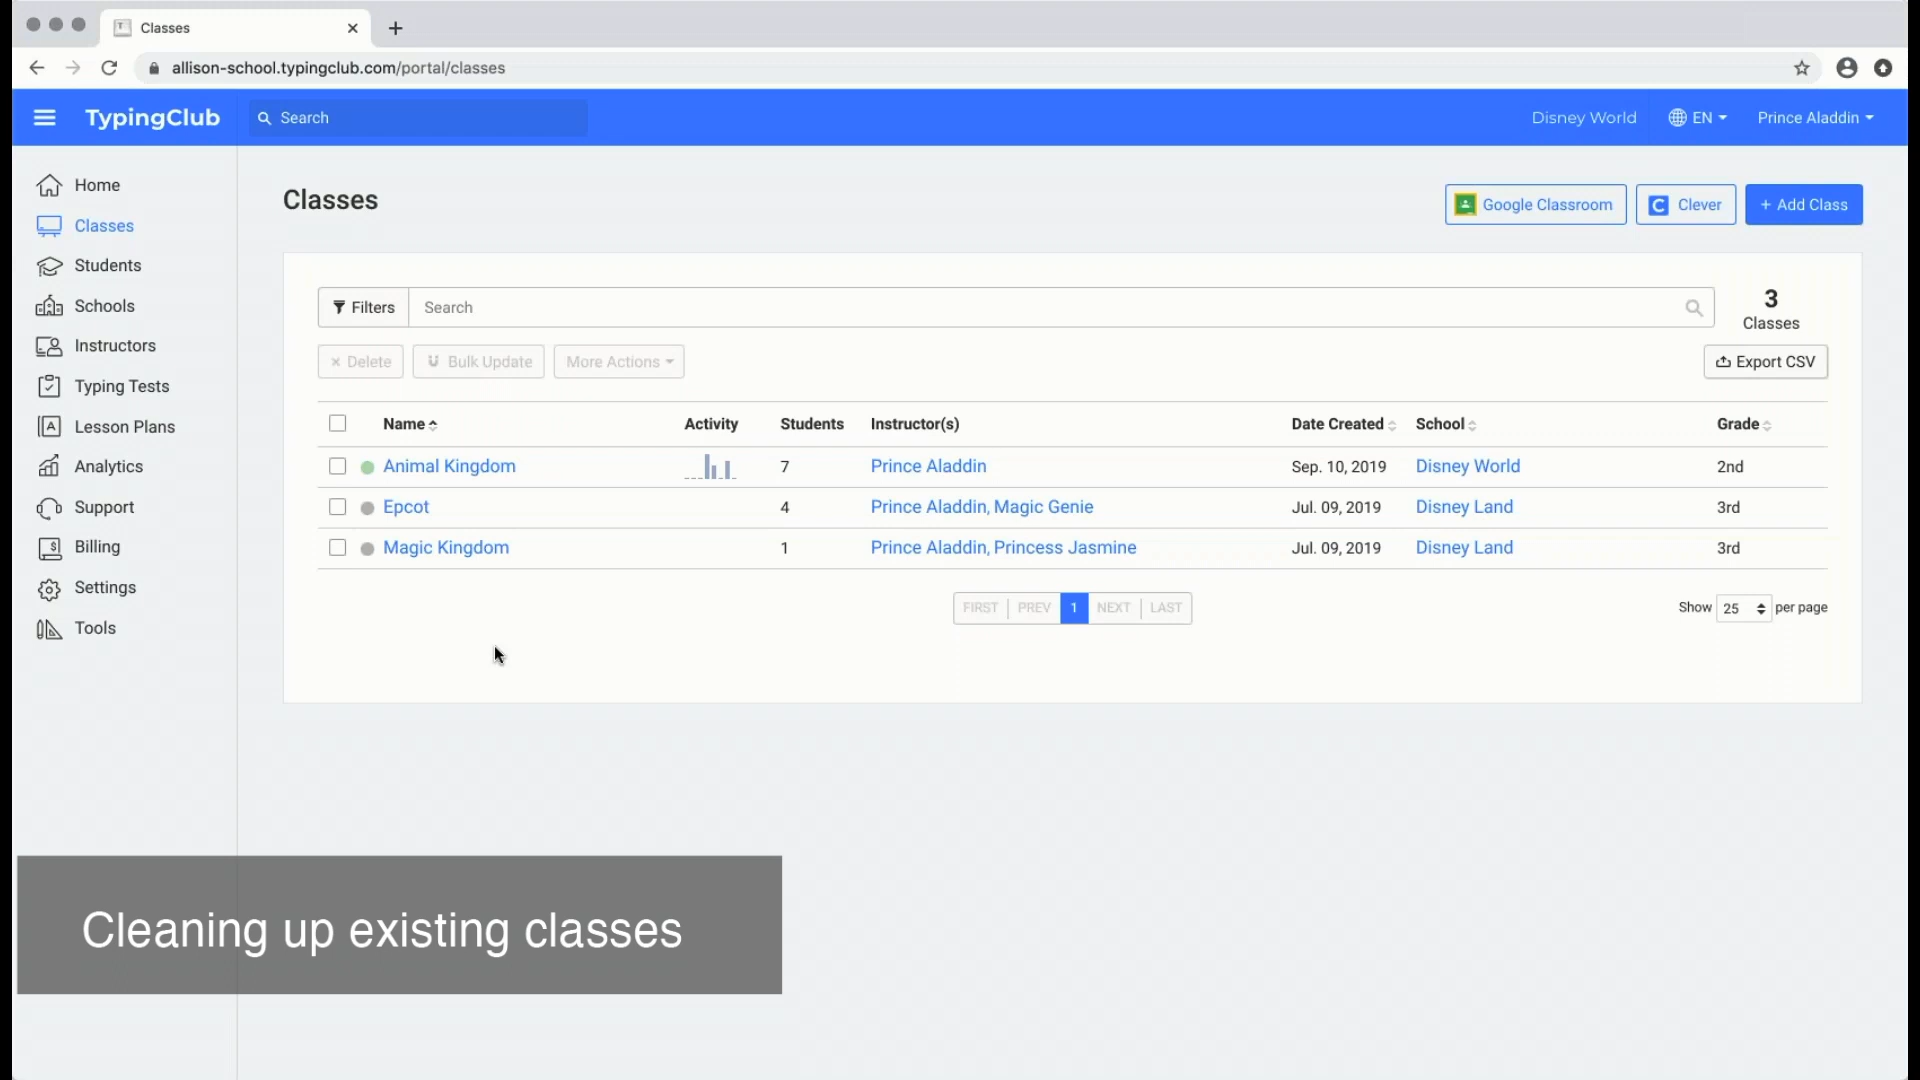 Classes
allison-school.typingclub.com/portal/classes
TypingClub
Search
Disney World
EN
Prince Aladdin
Home
Classes
Students
Schools
Instructors
Typing Tests
Lesson Plans
Analytics
Support
Billing
Settings
Tools
Classes
Google Classroom
C Clever
+ Add Class
Filters
Search
3
Classes
× Delete
Bulk Update
More Actions
Export CSV
Name Activity Students Instructor(s) Date Created School Grade
Animal Kingdom 7 Prince Aladdin Sep. 10, 2019 Disney World 2nd
Epcot 4 Prince Aladdin, Magic Genie Jul. 09, 2019 Disney Land 3rd
Magic Kingdom 1 Prince Aladdin, Princess Jasmine Jul. 09, 2019 Disney Land 3rd
FIRST PREV 1 NEXT LAST
Show 25 per page
Cleaning up existing classes